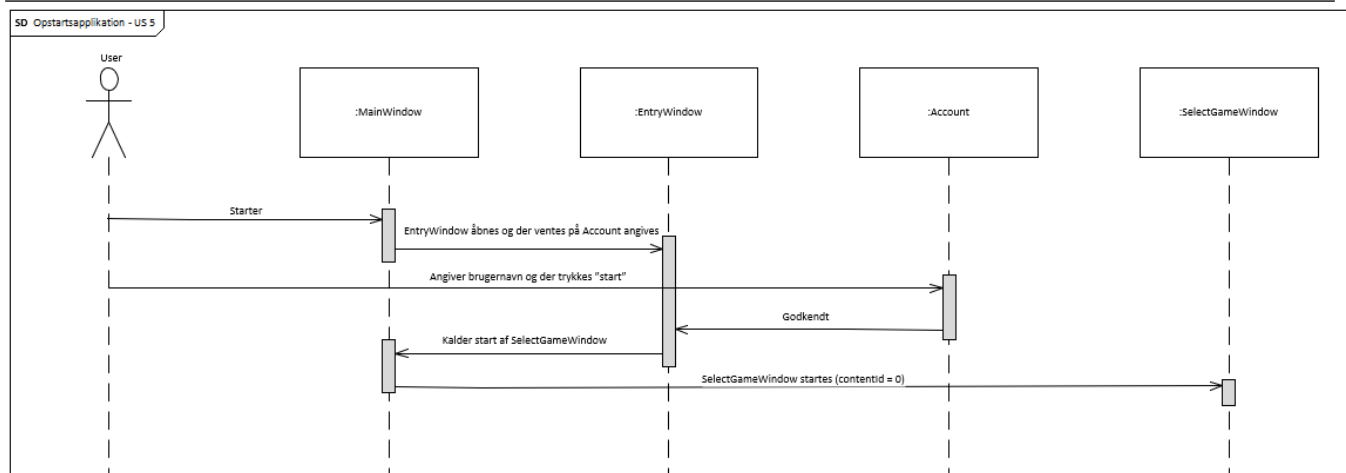 SD Opstartsapplikation - US 5
User
:MainWindow
:EntryWindow
:Account
:SelectGameWindow
Starter
EntryWindow åbnes og der ventes på Account angives
Angiver brugernavn og der trykkes "start"
Godkendt
Kalder start af SelectGameWindow
SelectGameWindow startes (contentId = 0)